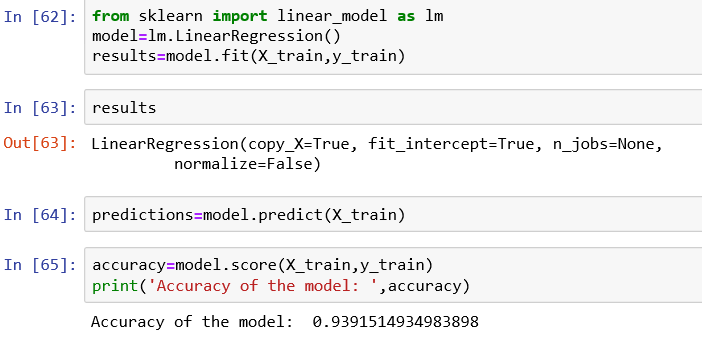 In [62]: from sklearn import linear_model as lm
model=lm.LinearRegression()
results=model.fit(X_train,y_train)
In [63]: results
Out[63]: LinearRegression(copy_X=True, fit_intercept=True, n_jobs=None,
normalize=False)
In [64]: predictions=model.predict(X_train)
In [65]: accuracy=model.score(X_train,y_train)
print('Accuracy of the model: ',accuracy)
Accuracy of the model:  0.9391514934983898